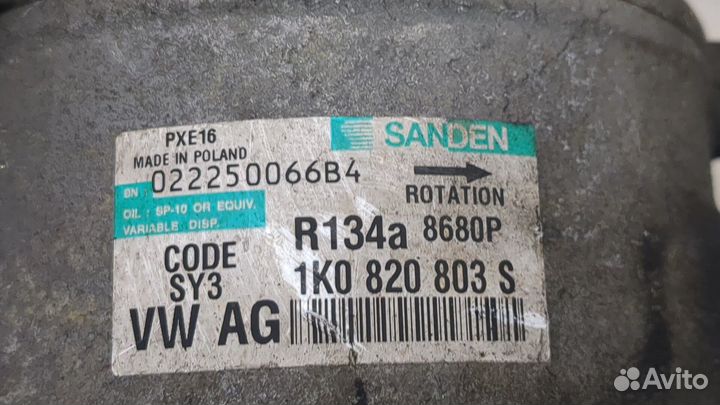 PXE16
MADE IN POLAND
SANDEN
BN: 022250066B4
ROTATION
OIL : SP-10 OR EQUIV.
VARIABLE DISP.
R134a 8680P
CODE
SY3
1K0 820 803 S
VW AG
Avito